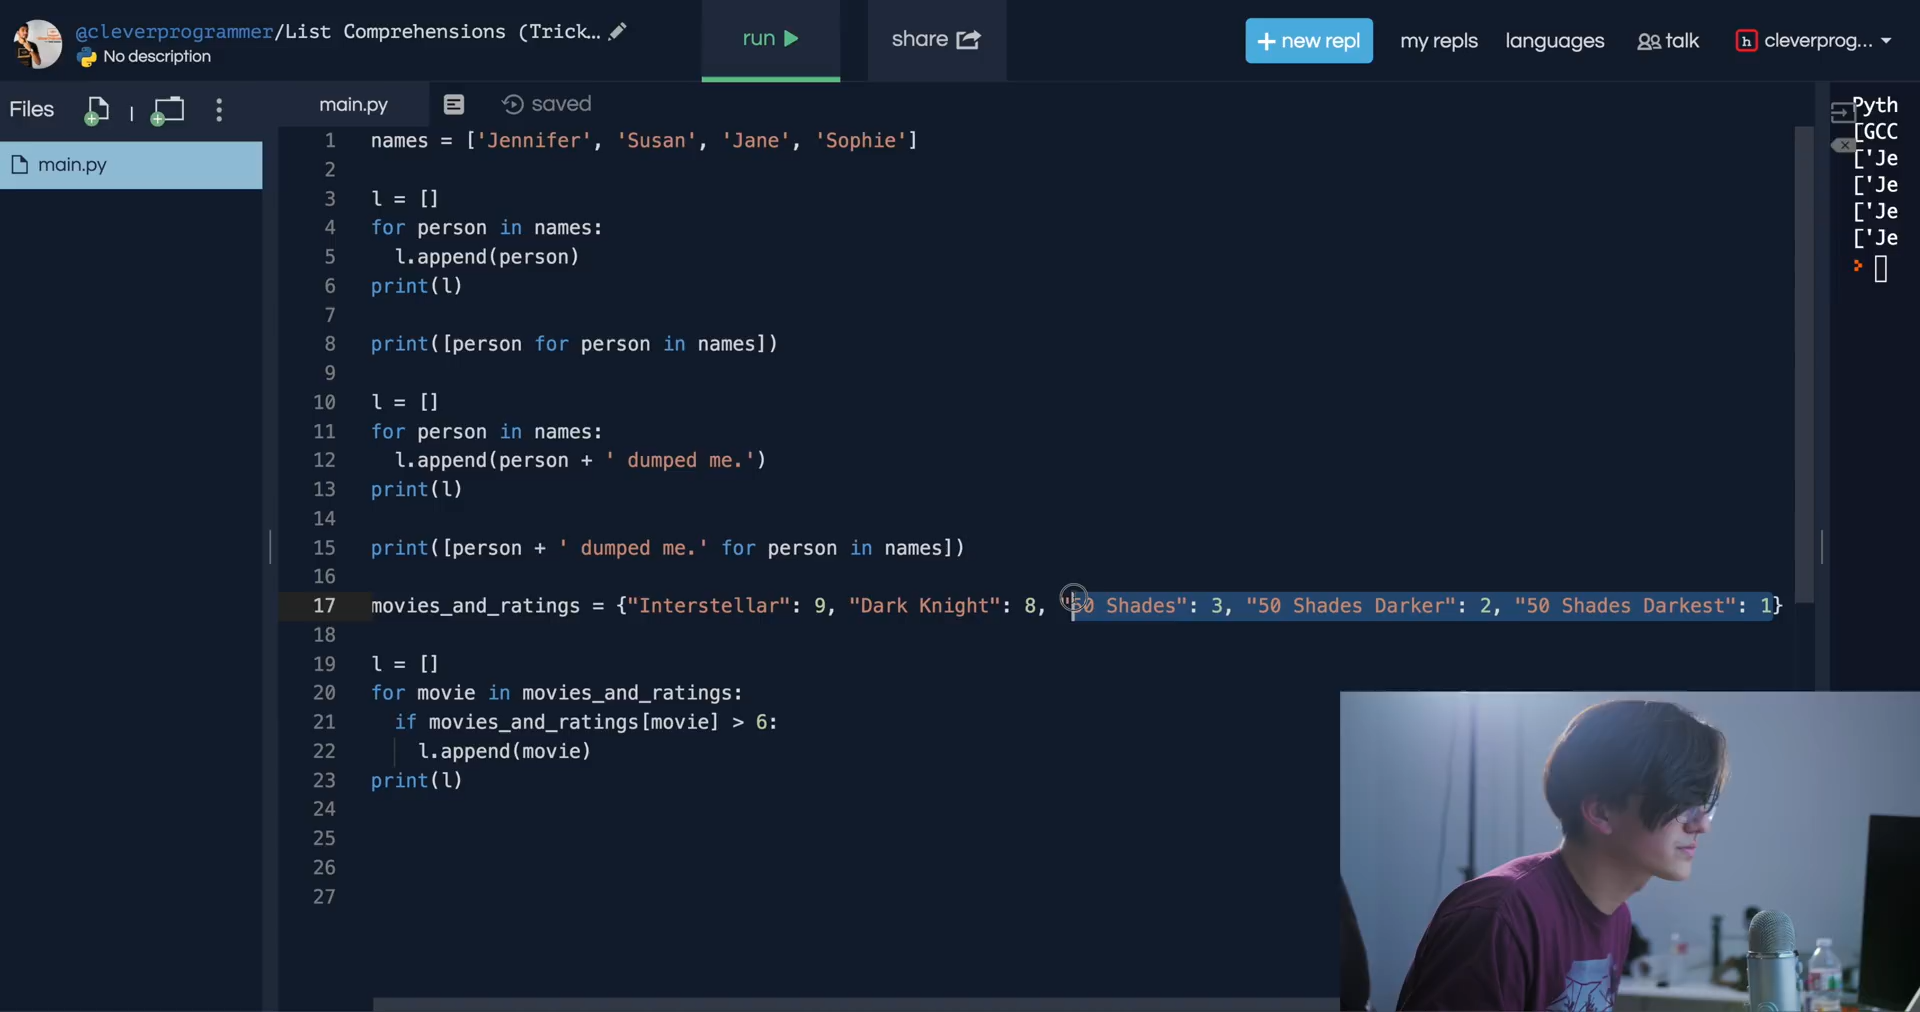 @cleverprogrammer/List Comprehensions (Trick...
No description
run
share
+ new repl
my repls
languages
talk
h
cleverprog...
Files
main.py
saved
main.py
1 names = ['Jennifer', 'Susan', 'Jane', 'Sophie']
2
3 l = []
4 for person in names:
5 l.append(person)
6 print(l)
7
8 print([person for person in names])
9
10 l = []
11 for person in names:
12 l.append(person + ' dumped me.')
13 print(l)
14
15 print([person + ' dumped me.' for person in names])
16
17 movies_and_ratings = {"Interstellar": 9, "Dark Knight": 8, "50 Shades": 3, "50 Shades Darker": 2, "50 Shades Darkest": 1}
18
19 l = []
20 for movie in movies_and_ratings:
21 if movies_and_ratings[movie] > 6:
22 l.append(movie)
23 print(l)
24
25
26
27
Pyth
[GCC
['Je
['Je
['Je
['Je